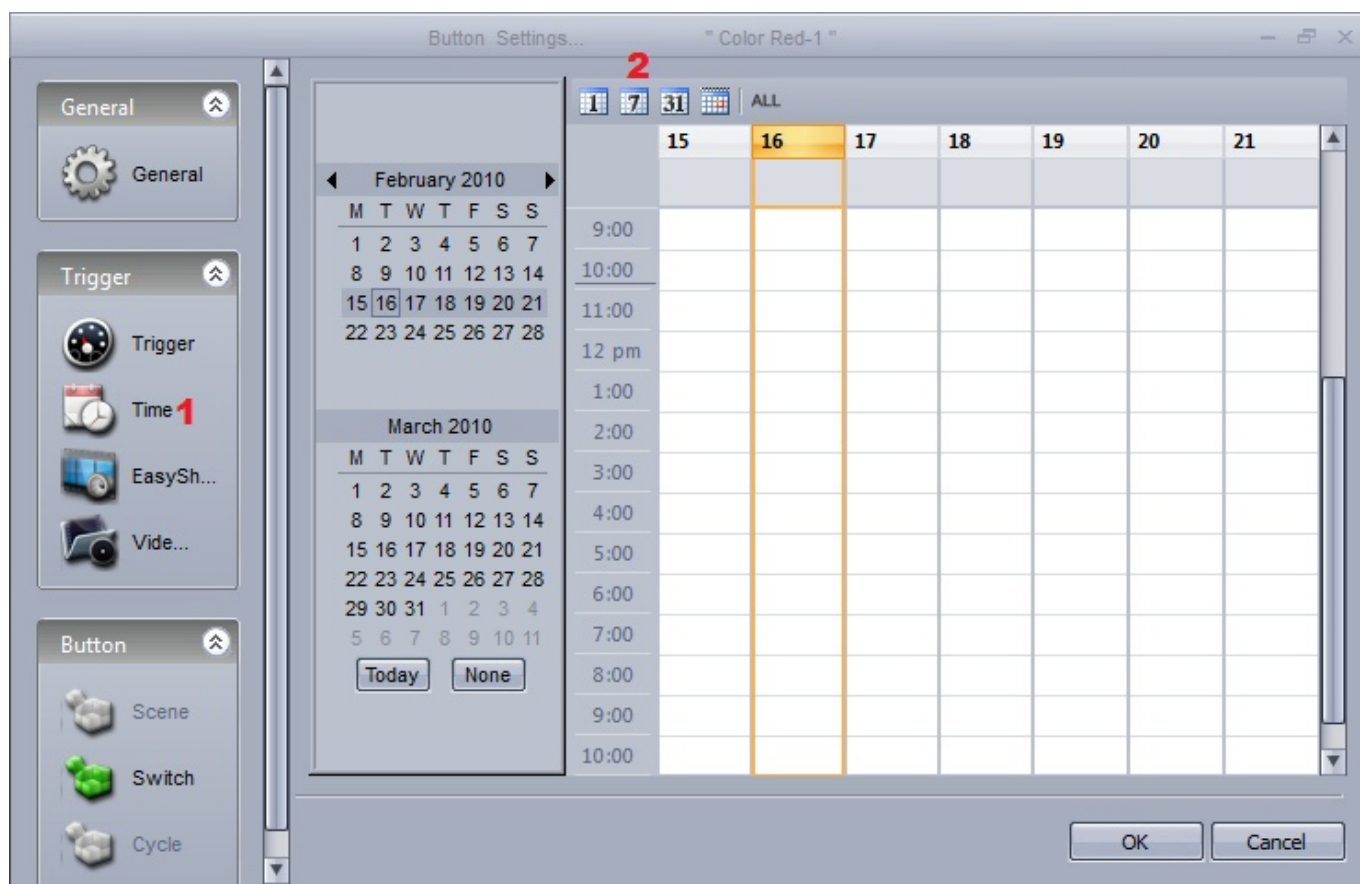 Button Settings... " Color Red-1 "
2
General
General
Trigger
Trigger
Time 1
EasySh...
Vide...
Button
Scene
Switch
Cycle
February 2010
M T W T F S S
1 2 3 4 5 6 7
8 9 10 11 12 13 14
15 16 17 18 19 20 21
22 23 24 25 26 27 28
March 2010
M T W T F S S
1 2 3 4 5 6 7
8 9 10 11 12 13 14
15 16 17 18 19 20 21
22 23 24 25 26 27 28
29 30 31 1 2 3 4
5 6 7 8 9 10 11
Today None
1 7 31 ALL
15 16 17 18 19 20 21
9:00
10:00
11:00
12 pm
1:00
2:00
3:00
4:00
5:00
6:00
7:00
8:00
9:00
10:00
OK Cancel